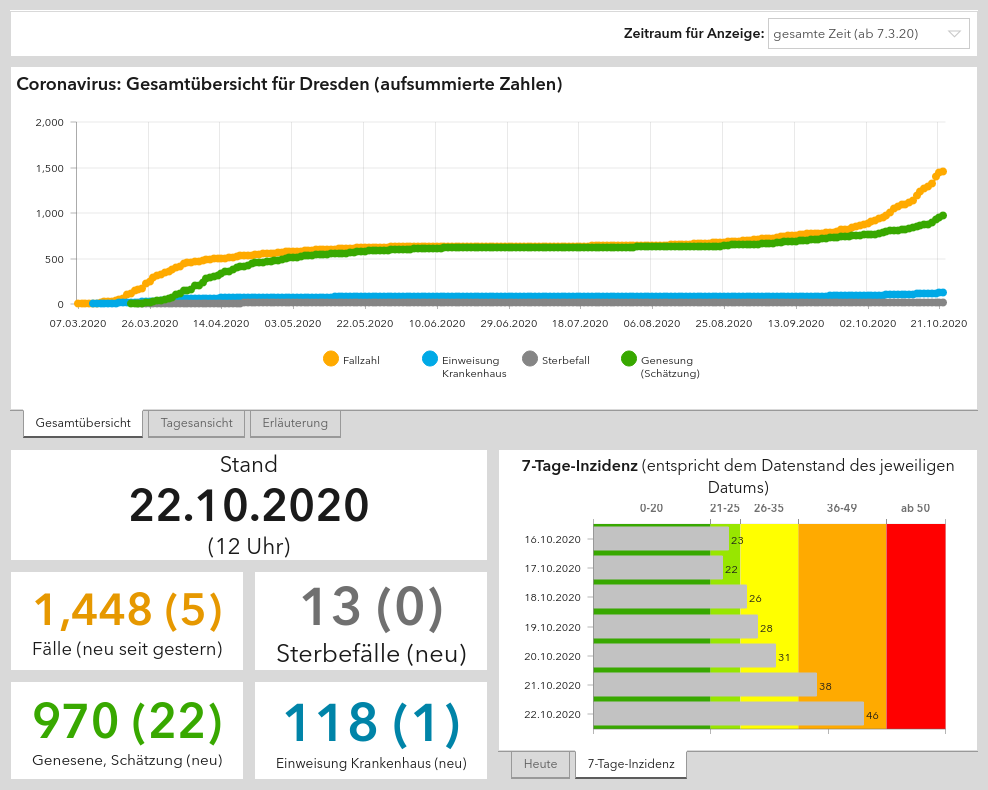 Zeitraum für Anzeige: gesamte Zeit (ab 7.3.20)
Coronavirus: Gesamtübersicht für Dresden (aufsummierte Zahlen)
2,000
1,500
1,000
500
0
07.03.2020 26.03.2020 14.04.2020 03.05.2020 22.05.2020 10.06.2020 29.06.2020 18.07.2020 06.08.2020 25.08.2020 13.09.2020 02.10.2020 21.10.2020
Fallzahl
Einweisung
Krankenhaus
Sterbefall
Genesung
(Schätzung)
Gesamtübersicht Tagesansicht Erläuterung
Stand
22.10.2020
(12 Uhr)
1,448 (5)
Fälle (neu seit gestern)
13 (0)
Sterbefälle (neu)
970 (22)
Genesene, Schätzung (neu)
118 (1)
Einweisung Krankenhaus (neu)
7-Tage-Inzidenz (entspricht dem Datenstand des jeweiligen
Datums)
0-20 21-25 26-35 36-49 ab 50
16.10.2020 23
17.10.2020 22
18.10.2020 26
19.10.2020 28
20.10.2020 31
21.10.2020 38
22.10.2020 46
Heute 7-Tage-Inzidenz